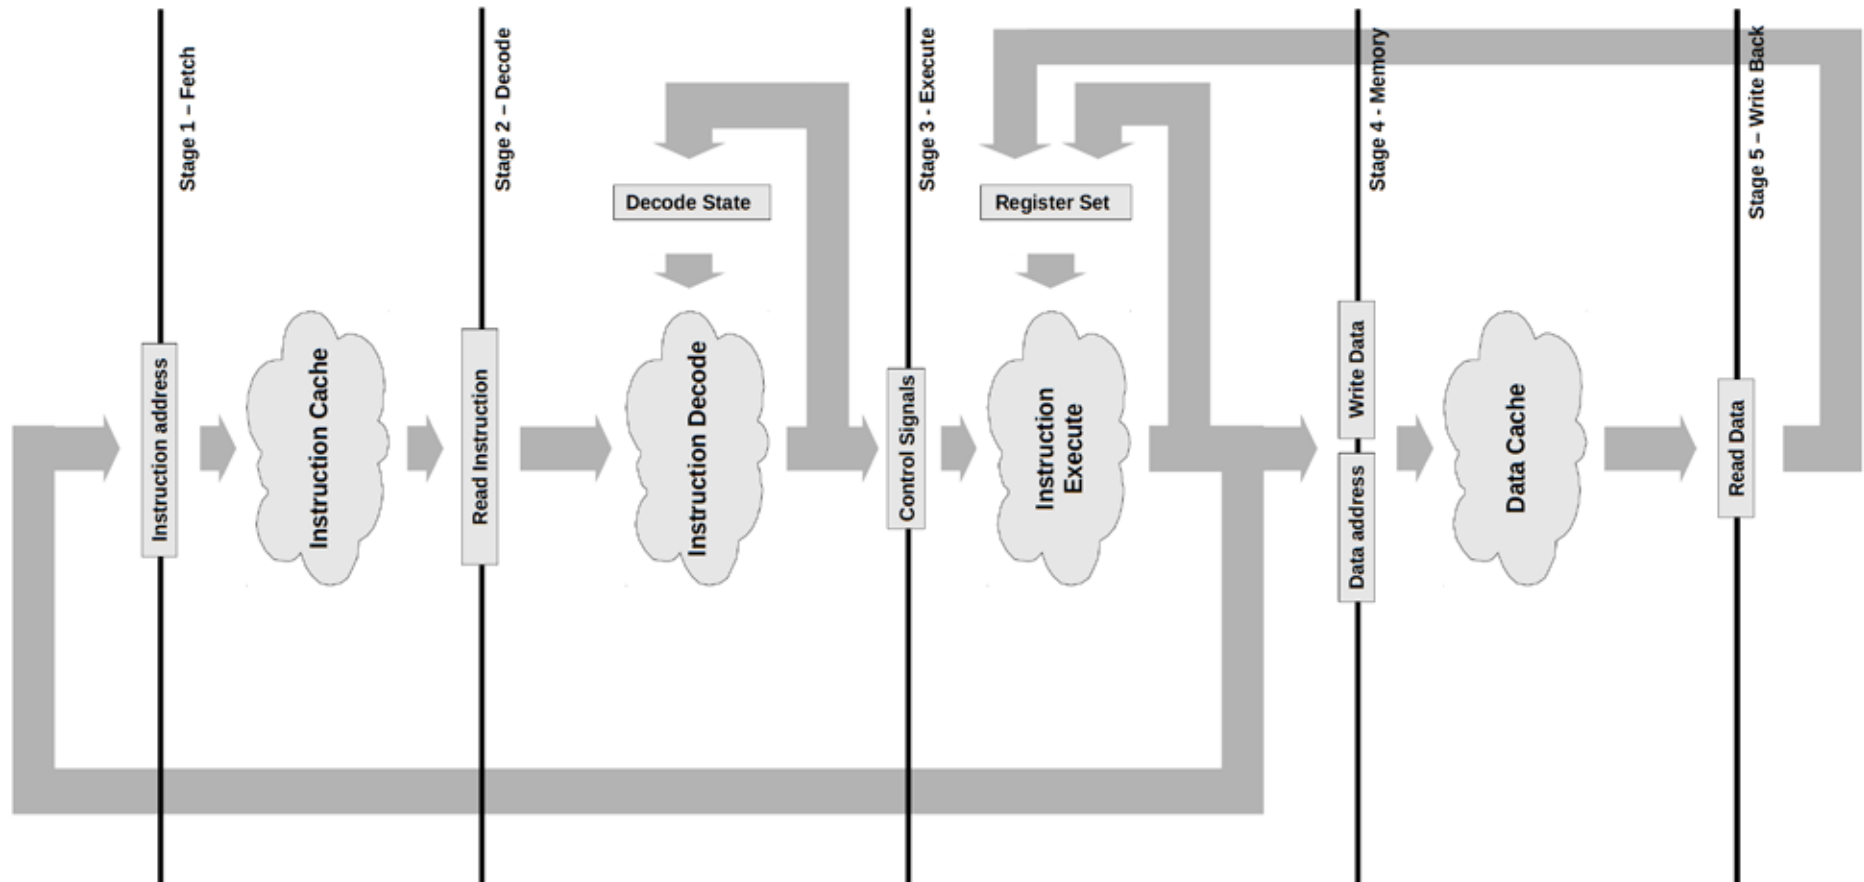 Stage 1 – Fetch
Instruction address
Instruction Cache
Stage 2 – Decode
Read Instruction
Decode State
Instruction Decode
Stage 3 - Execute
Control Signals
Register Set
Instruction
Execute
Stage 4 - Memory
Write Data
Data address
Data Cache
Stage 5 – Write Back
Read Data